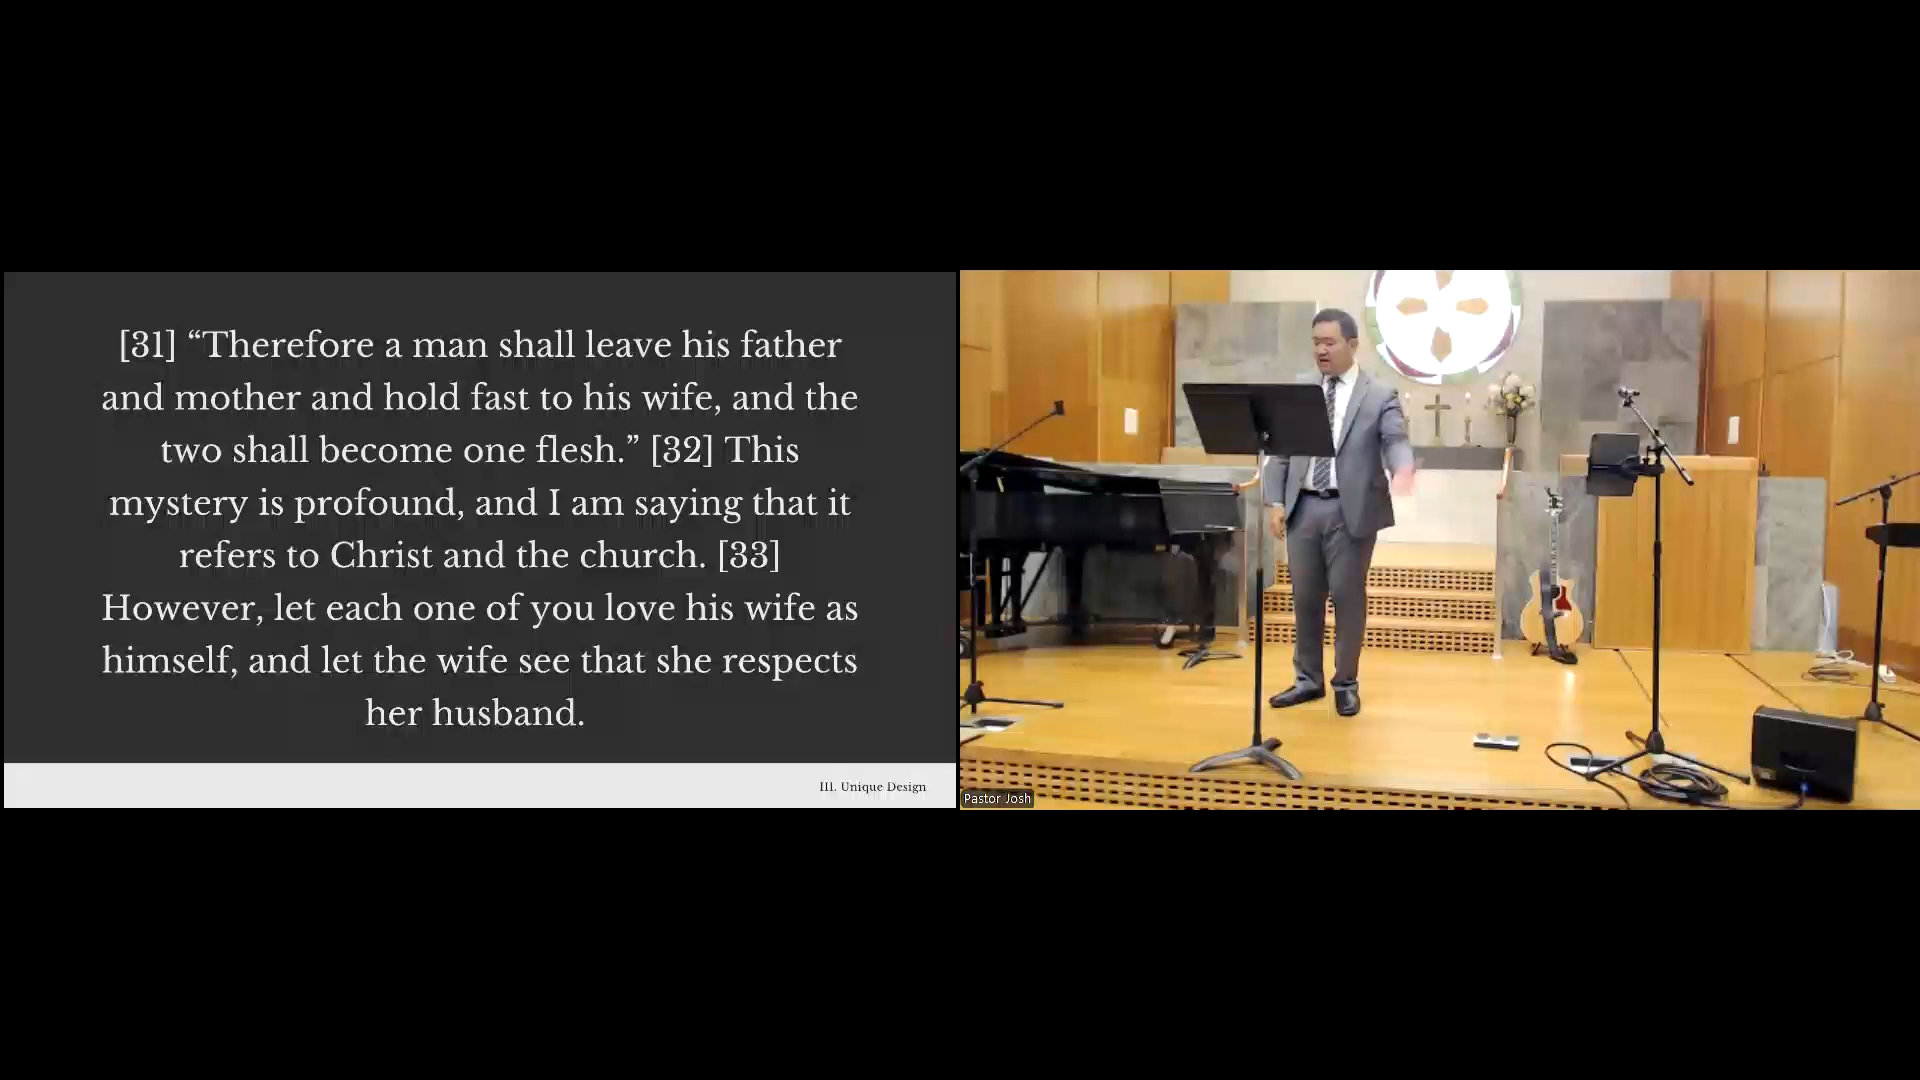 [31] “Therefore a man shall leave his father
and mother and hold fast to his wife, and the
two shall become one flesh.” [32] This
mystery is profound, and I am saying that it
refers to Christ and the church. [33]
However, let each one of you love his wife as
himself, and let the wife see that she respects
her husband.
III. Unique Design
Pastor Josh